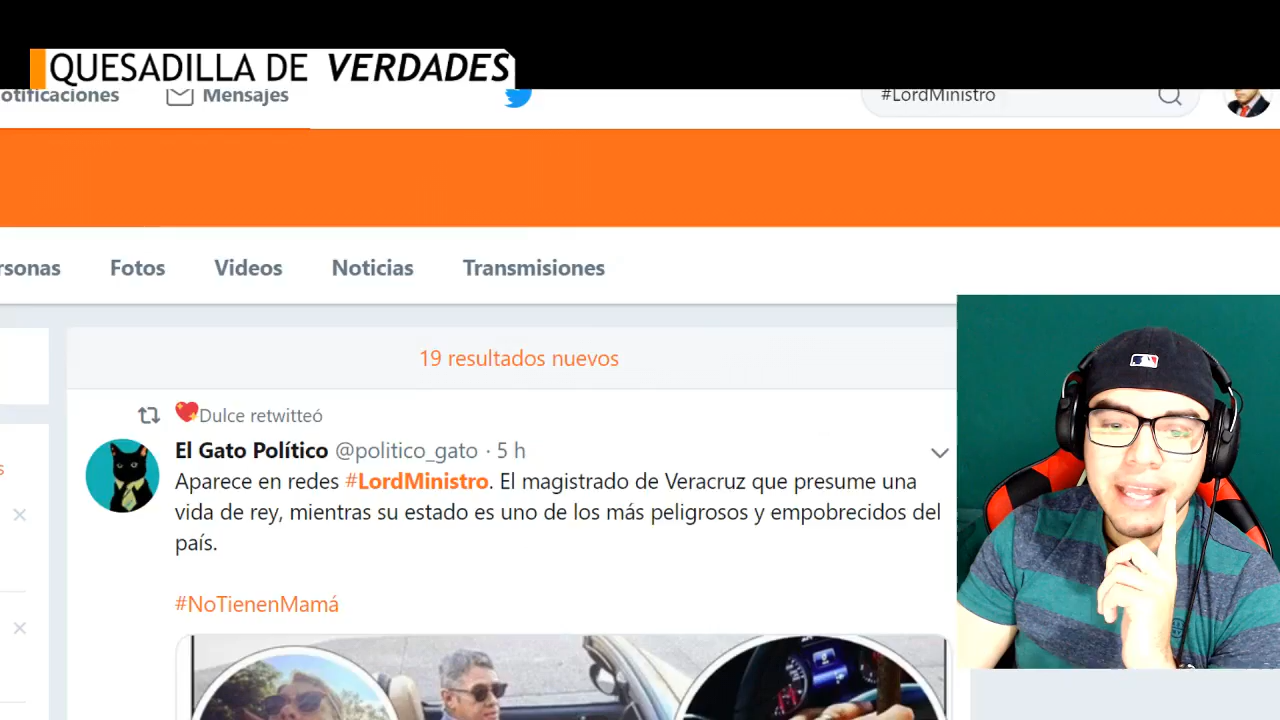 QUESADILLA DE VERDADES
otificaciones
Mensajes
#LordMinistro
rsonas
Fotos
Videos
Noticias
Transmisiones
19 resultados nuevos
Dulce retwitteó
El Gato Político @politico_gato · 5 h
Aparece en redes #LordMinistro. El magistrado de Veracruz que presume una
vida de rey, mientras su estado es uno de los más peligrosos y empobrecidos del
país.
#NoTienenMamá
s